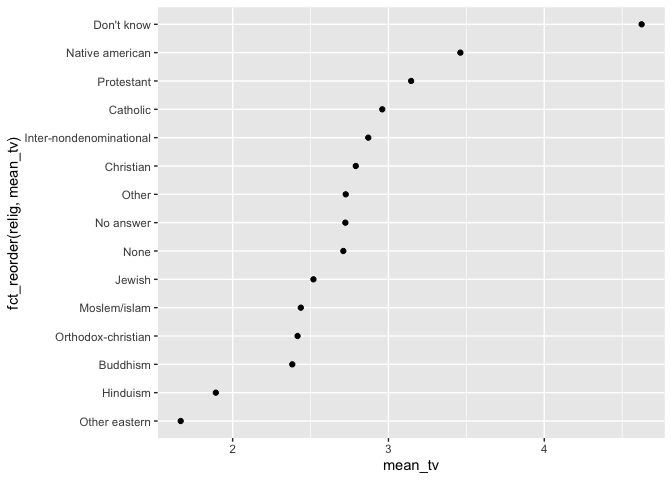 Don't know
Native american
Protestant
Catholic
Inter-nondenominational
Christian
Other
No answer
None
Jewish
Moslem/islam
Orthodox-christian
Buddhism
Hinduism
Other eastern
fct_reorder(relig, mean_tv)
2 3 4
mean_tv